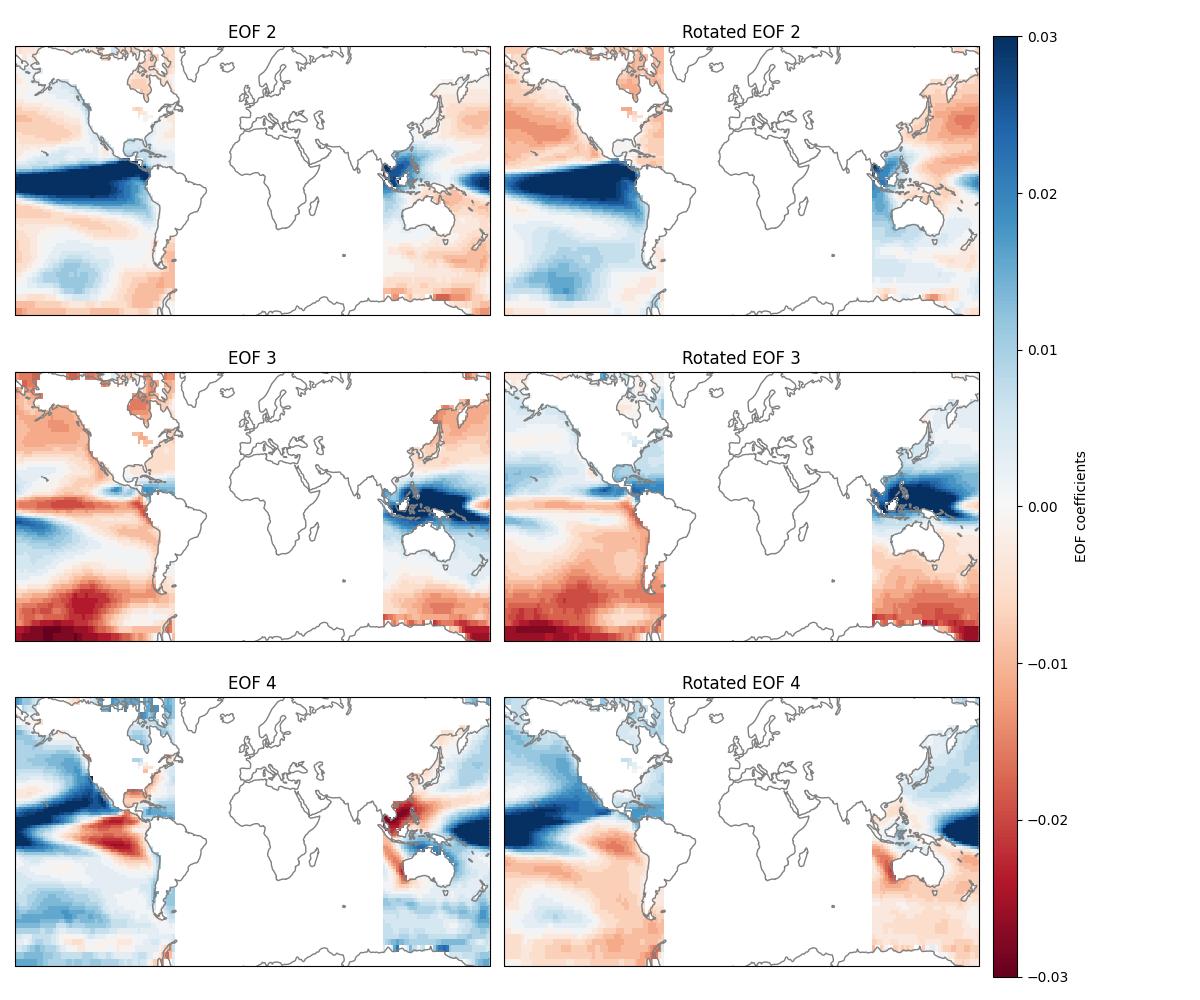 EOF 2
Rotated EOF 2
EOF 3
Rotated EOF 3
EOF 4
Rotated EOF 4
0.03
0.02
0.01
0.00
−0.01
−0.02
−0.03
EOF coefficients